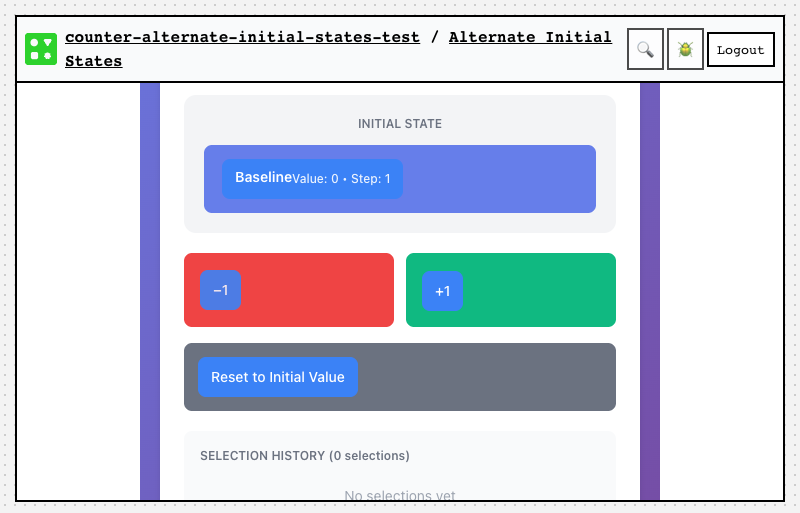 counter-alternate-initial-states-test / Alternate Initial
States
Logout
INITIAL STATE
BaselineValue: 0 • Step: 1
−1
+1
Reset to Initial Value
SELECTION HISTORY (0 selections)
No selections yet